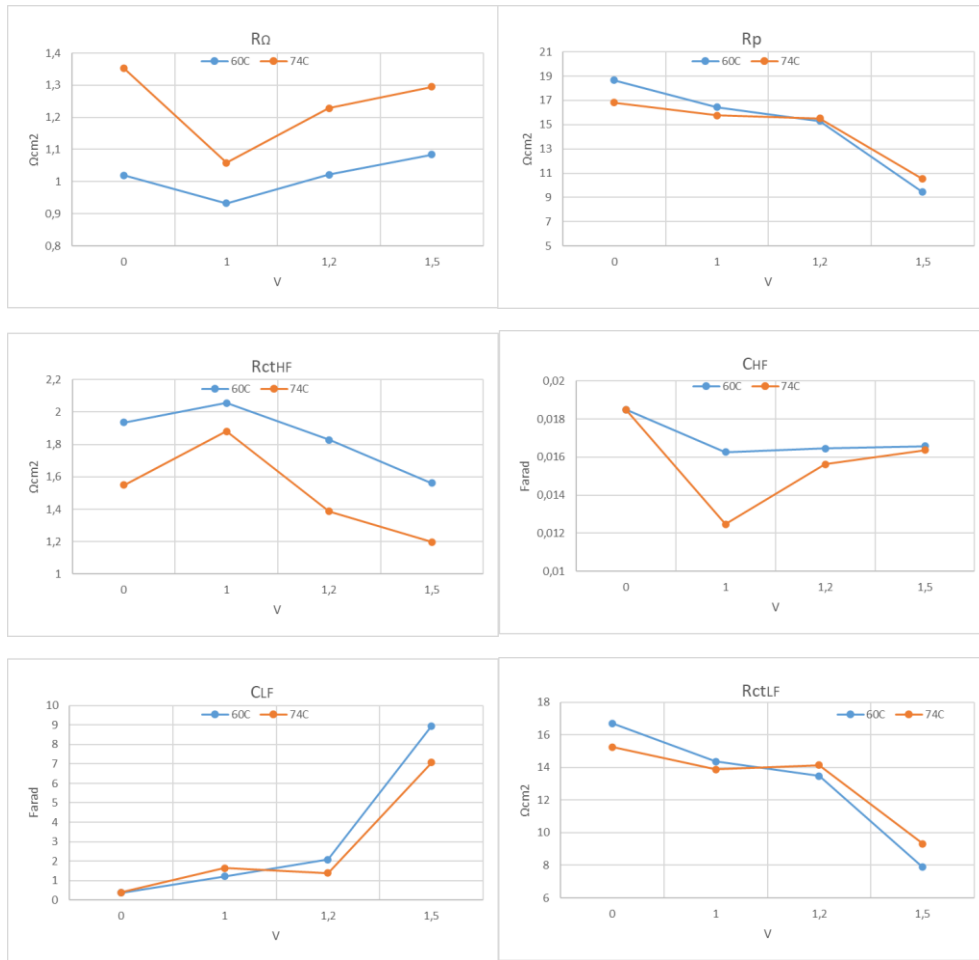 RΩ
60C 74C
1,4
1,3
1,2
1,1
1
0,9
0,8
Ωcm2
0 1 1,2 1,5
V
Rp
60C 74C
21
19
17
15
13
11
9
7
5
Ωcm2
0 1 1,2 1,5
V
RctHF
60C 74C
2,2
2
1,8
1,6
1,4
1,2
1
Ωcm2
0 1 1,2 1,5
V
CHF
60C 74C
0,02
0,018
0,016
0,014
0,012
0,01
Farad
0 1 1,2 1,5
V
CLF
60C 74C
10
9
8
7
6
5
4
3
2
1
0
Farad
0 1 1,2 1,5
V
RctLF
60C 74C
18
16
14
12
10
8
6
Ωcm2
0 1 1,2 1,5
V